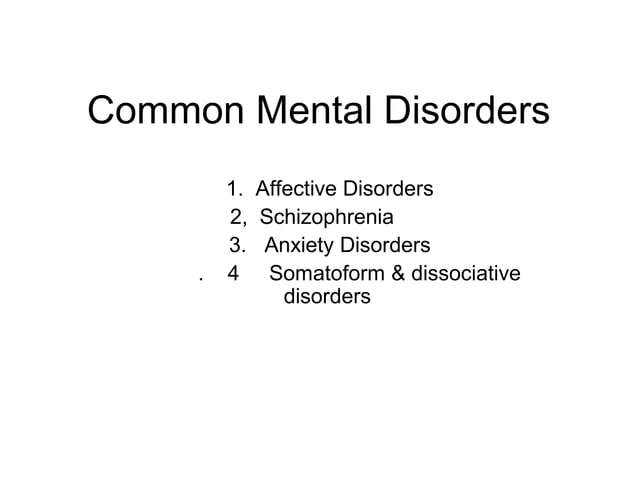 Common Mental Disorders
1. Affective Disorders
2, Schizophrenia
3. Anxiety Disorders
. 4 Somatoform & dissociative
disorders